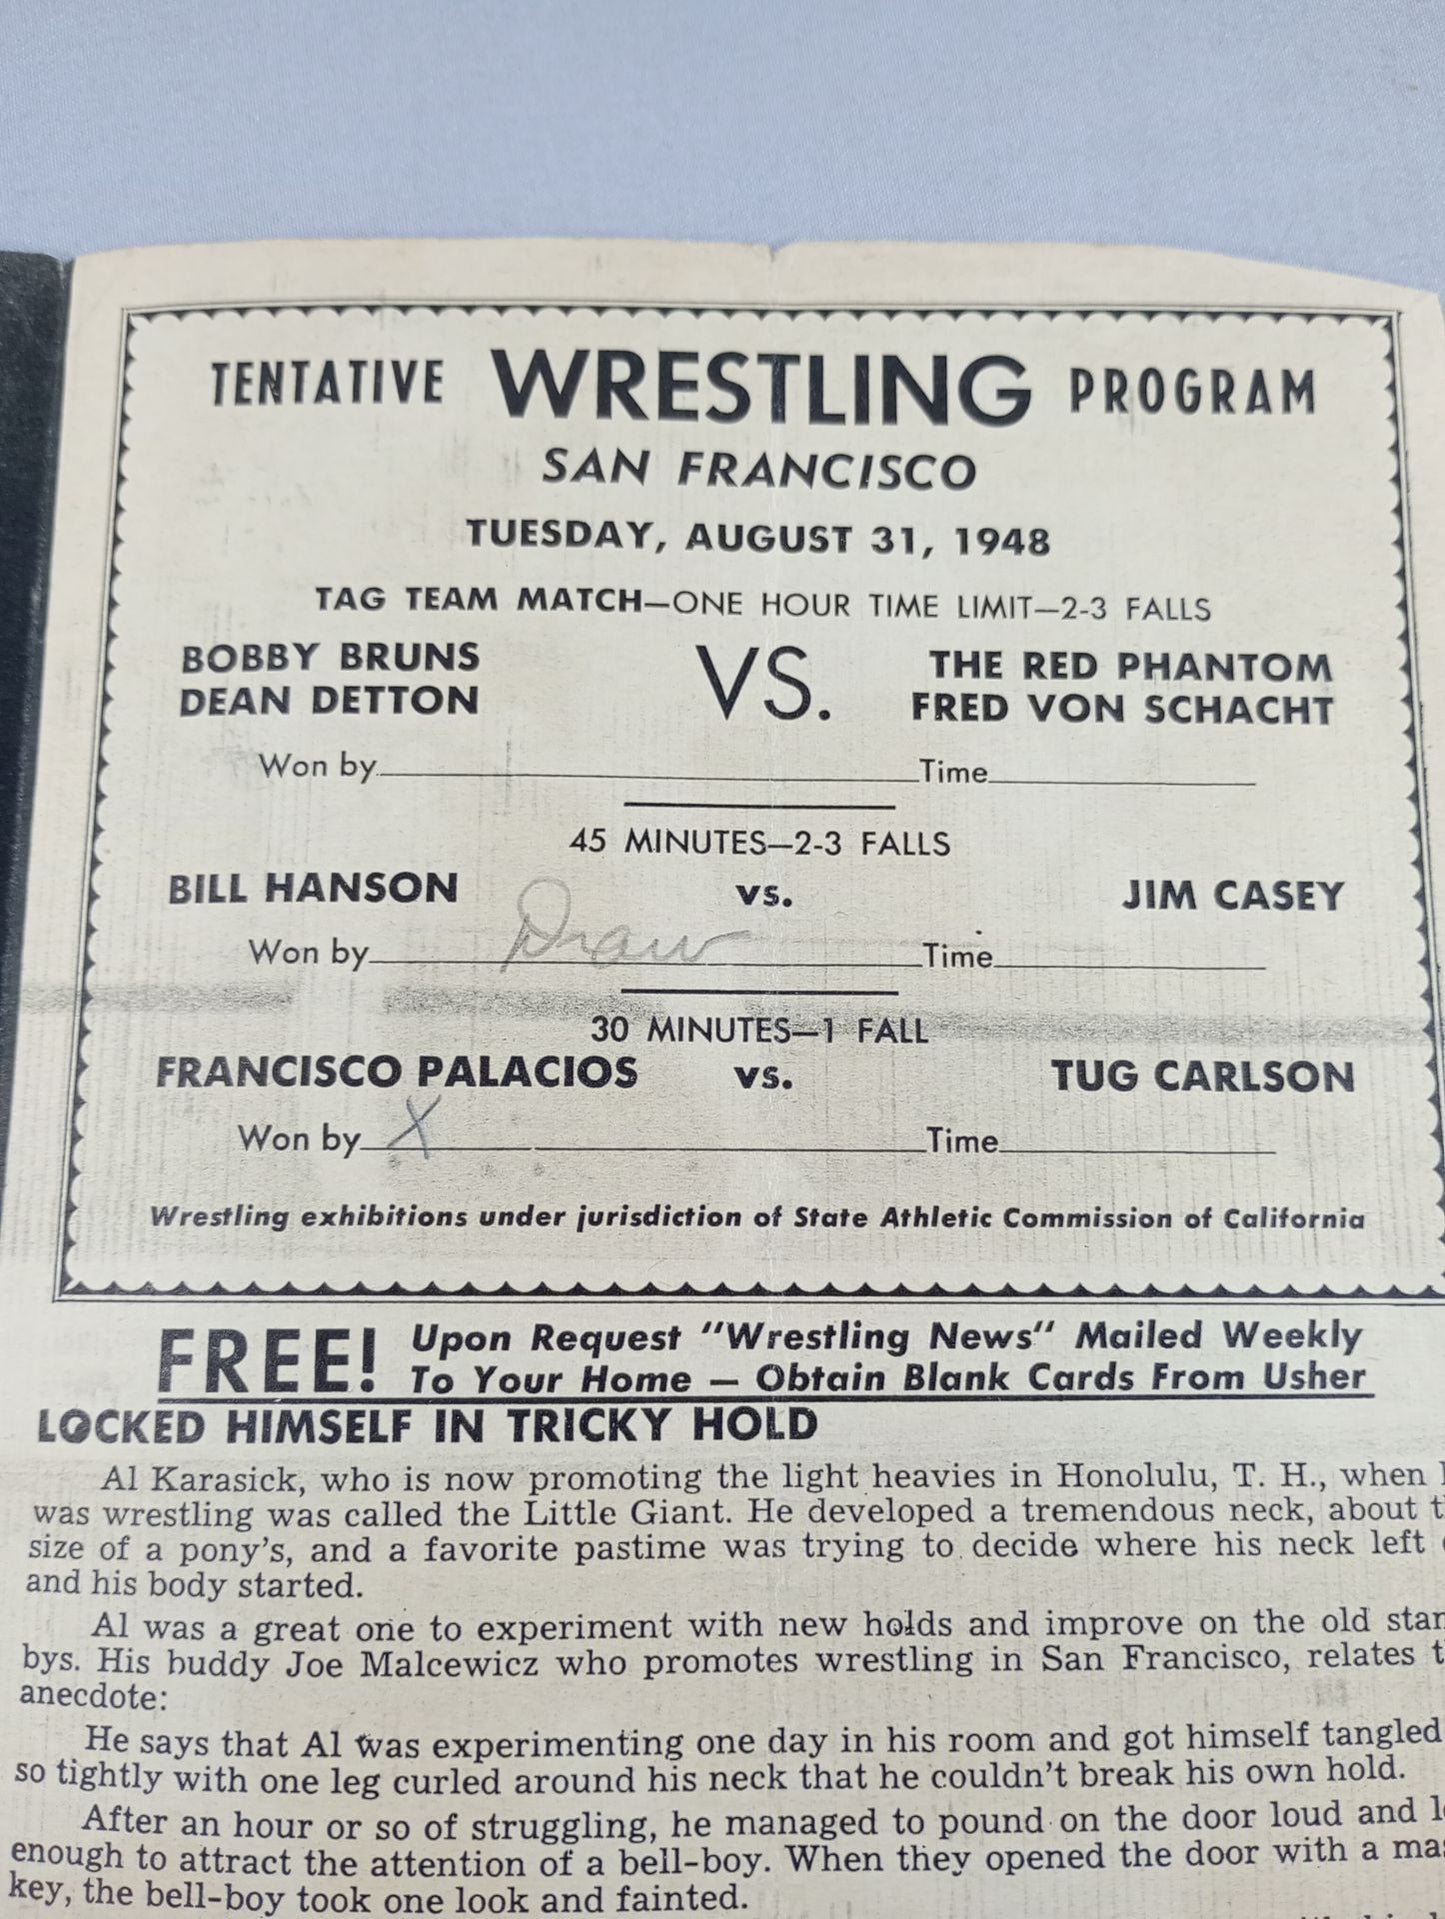 TENTATIVE WRESTLING PROGRAM
SAN FRANCISCO
TUESDAY, AUGUST 31, 1948
TAG TEAM MATCH—ONE HOUR TIME LIMIT—2-3 FALLS
BOBBY BRUNS VS. THE RED PHANTOM
DEAN DETTON FRED VON SCHACHT
Won by Time
45 MINUTES—2-3 FALLS
BILL HANSON vs. JIM CASEY
Won by Draw Time
30 MINUTES—1 FALL
FRANCISCO PALACIOS vs. TUG CARLSON
Won by X Time
Wrestling exhibitions under jurisdiction of State Athletic Commission of California
FREE! Upon Request "Wrestling News" Mailed Weekly
To Your Home — Obtain Blank Cards From Usher
LOCKED HIMSELF IN TRICKY HOLD
Al Karasick, who is now promoting the light heavies in Honolulu, T. H., when
was wrestling was called the Little Giant. He developed a tremendous neck, about
size of a pony's, and a favorite pastime was trying to decide where his neck left
and his body started.
Al was a great one to experiment with new holds and improve on the old
bys. His buddy Joe Malcewicz who promotes wrestling in San Francisco, relates
anecdote:
He says that Al was experimenting one day in his room and got himself tangled
so tightly with one leg curled around his neck that he couldn't break his own hold.
After an hour or so of struggling, he managed to pound on the door loud and
enough to attract the attention of a bell-boy. When they opened the door with a
key, the bell-boy took one look and fainted.